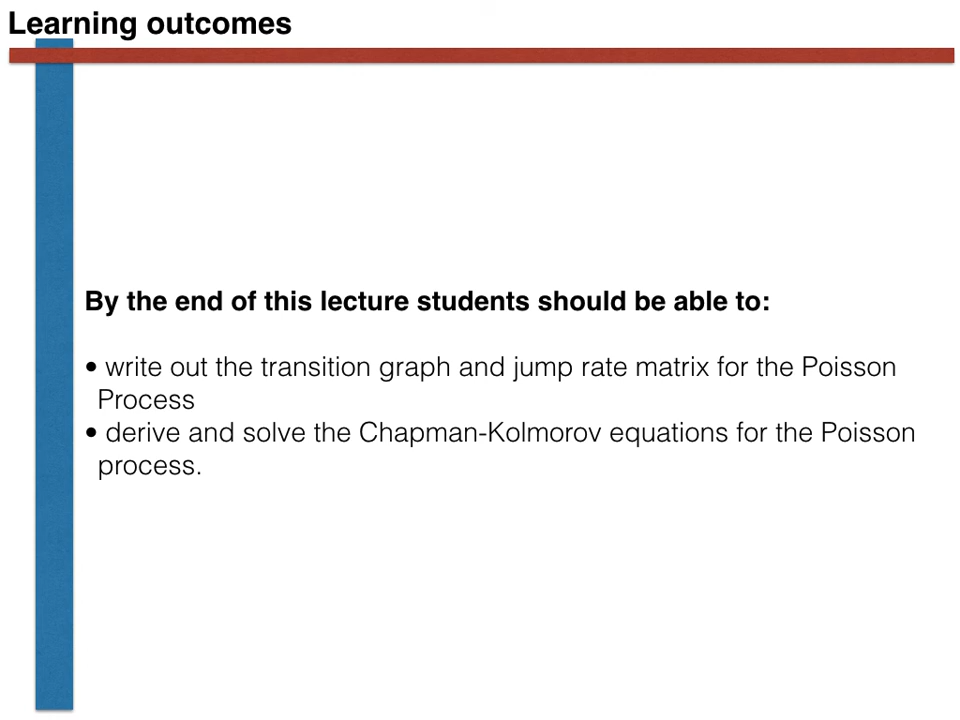 Learning outcomes
By the end of this lecture students should be able to:
• write out the transition graph and jump rate matrix for the Poisson
Process
• derive and solve the Chapman-Kolmorov equations for the Poisson
process.